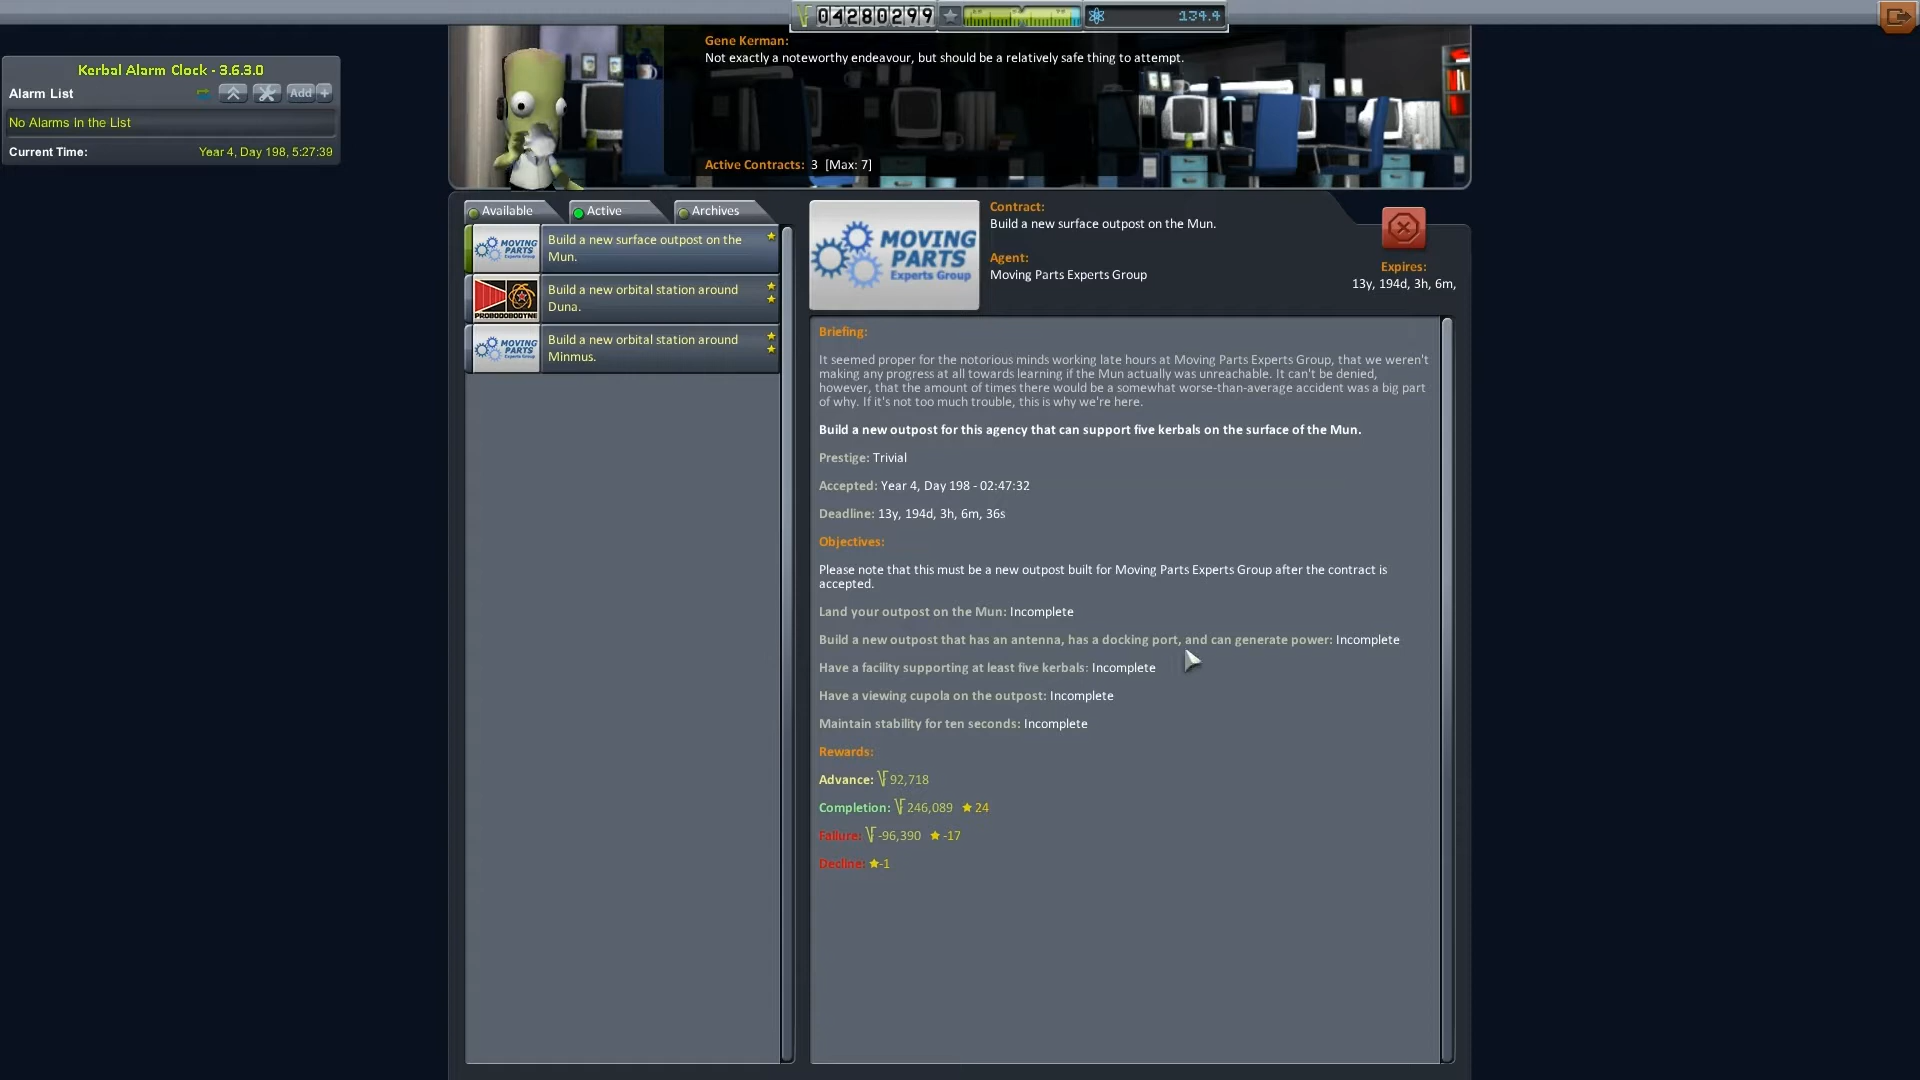 04280299
134.4
Gene Kerman:
Not exactly a noteworthy endeavour, but should be a relatively safe thing to attempt.
Kerbal Alarm Clock - 3.6.3.0
Alarm List
Add +
No Alarms in the List
Current Time: Year 4, Day 198, 5:27:39
Active Contracts: 3 [Max: 7]
Available
Active
Archives
MOVING PARTS Experts Group
Build a new surface outpost on the
Mun.
PROBODOBODYNE
Build a new orbital station around
Duna.
MOVING PARTS Experts Group
Build a new orbital station around
Minmus.
MOVING
PARTS
Experts Group
Contract:
Build a new surface outpost on the Mun.
Agent:
Moving Parts Experts Group
Expires:
13y, 194d, 3h, 6m,
Briefing:
It seemed proper for the notorious minds working late hours at Moving Parts Experts Group, that we weren't
making any progress at all towards learning if the Mun actually was unreachable. It can't be denied,
however, that the amount of times there would be a somewhat worse-than-average accident was a big part
of why. If it's not too much trouble, this is why we're here.
Build a new outpost for this agency that can support five kerbals on the surface of the Mun.
Prestige: Trivial
Accepted: Year 4, Day 198 - 02:47:32
Deadline: 13y, 194d, 3h, 6m, 36s
Objectives:
Please note that this must be a new outpost built for Moving Parts Experts Group after the contract is
accepted.
Land your outpost on the Mun: Incomplete
Build a new outpost that has an antenna, has a docking port, and can generate power: Incomplete
Have a facility supporting at least five kerbals: Incomplete
Have a viewing cupola on the outpost: Incomplete
Maintain stability for ten seconds: Incomplete
Rewards:
Advance: 92,718
Completion: 246,089 ★ 24
Failure: -96,390 ★ -17
Decline: ★-1